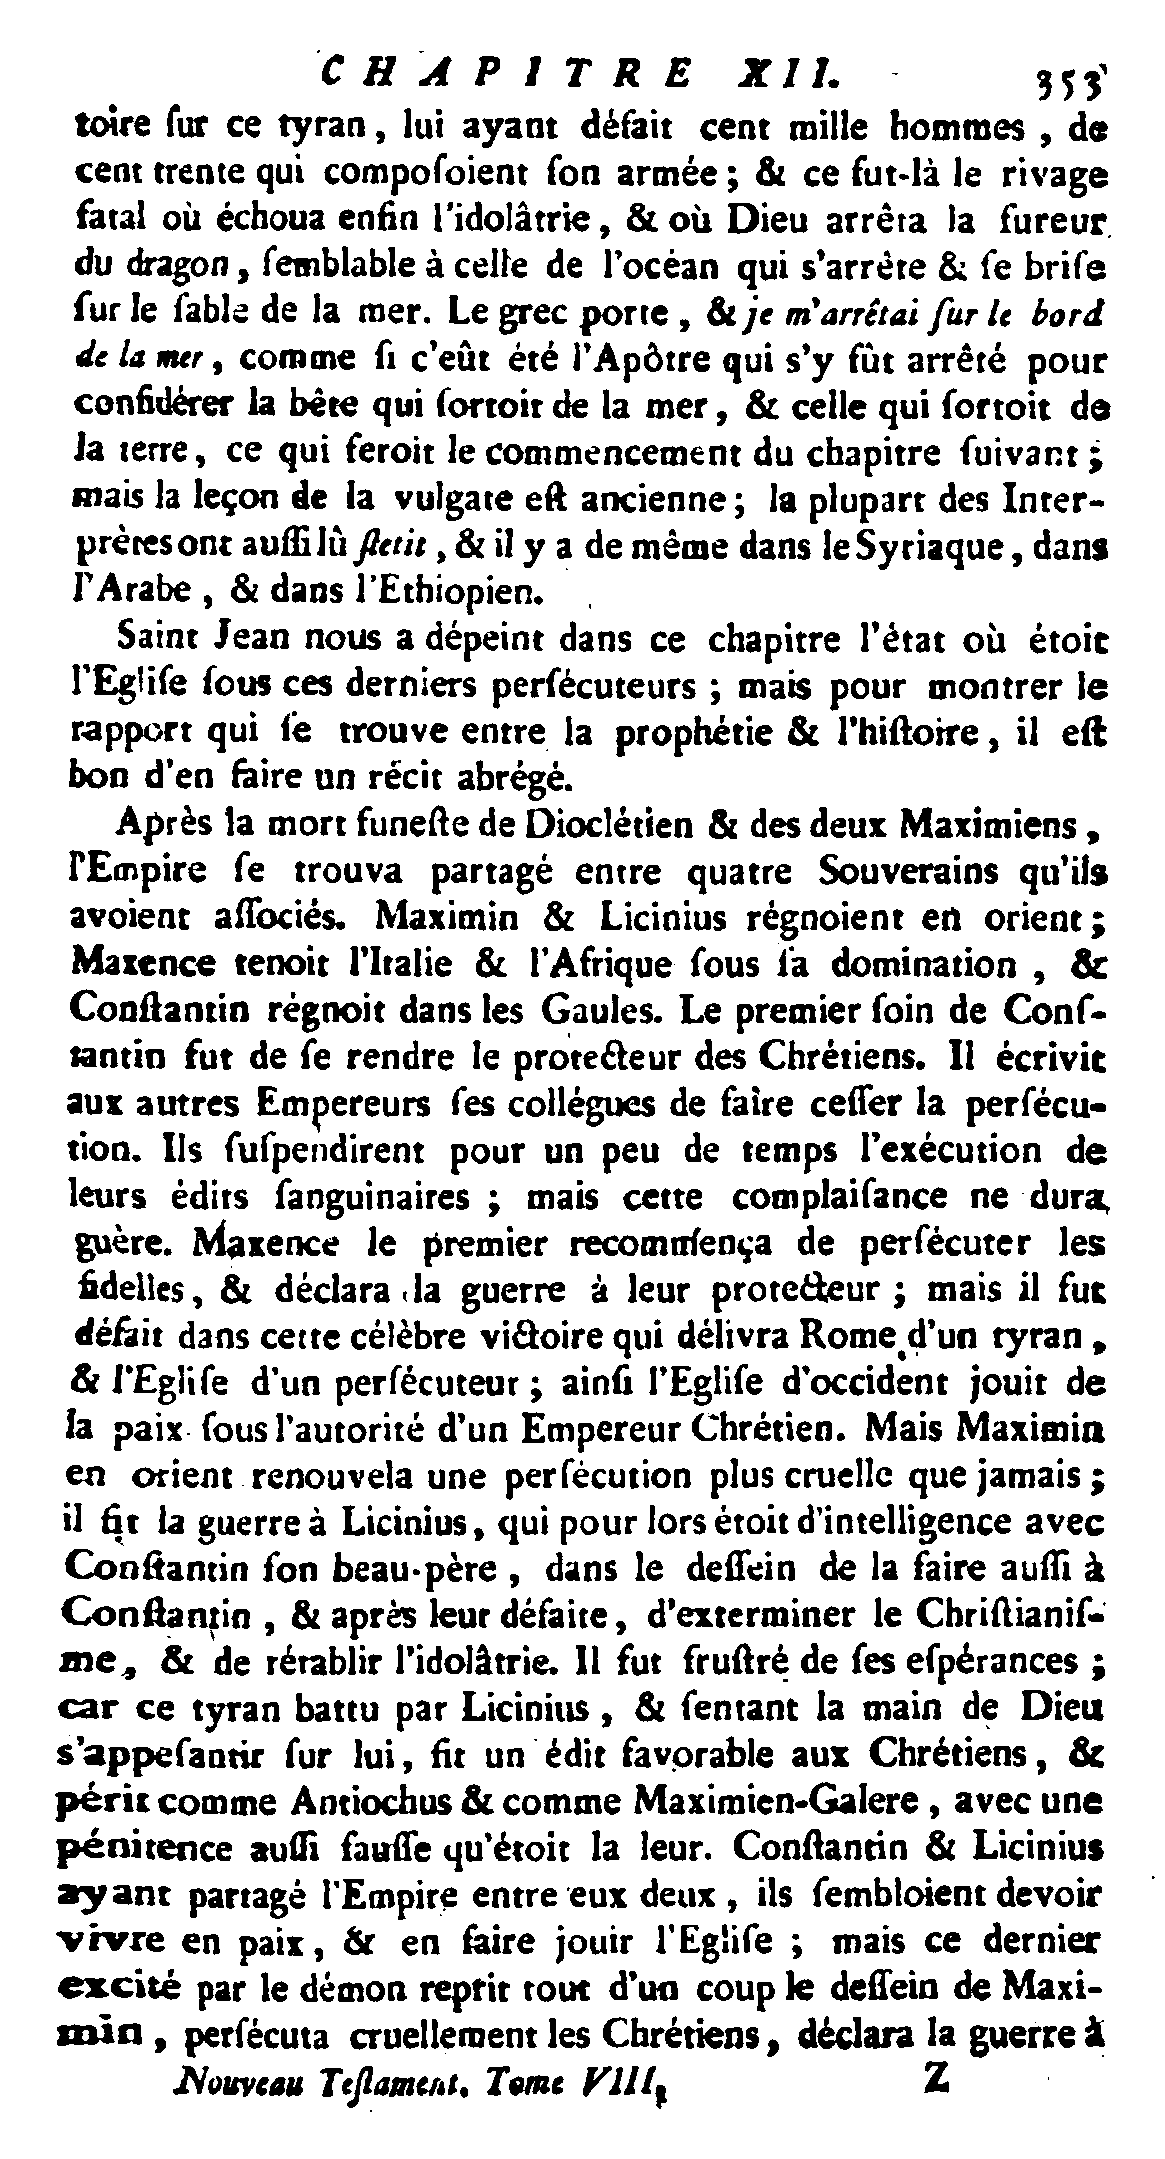 CHAPITRE XII. 353
toire ſur ce tyran, lui ayant défait cent mille hommes, de
cent trente qui compoſoient ſon armée; & ce fut-là le rivage
fatal où échoua enfin l'idolâtrie, & où Dieu arrêta la fureur
du dragon, ſemblable à celle de l'océan qui s'arrête & ſe briſe
ſur le ſable de la mer. Le grec porte, & je m'arrêtai ſur le bord
de la mer, comme ſi c'eût été l'Apôtre qui s'y fût arrêté pour
conſidérer la bête qui ſortoit de la mer, & celle qui ſortoit de
la terre, ce qui feroit le commencement du chapitre ſuivant;
mais la leçon de la vulgate eſt ancienne; la plupart des Inter-
prètes ont auſſi lû ſtetit, & il y a de même dans le Syriaque, dans
l'Arabe, & dans l'Ethiopien.
Saint Jean nous a dépeint dans ce chapitre l'état où étoit
l'Egliſe ſous ces derniers perſécuteurs; mais pour montrer le
rapport qui ſe trouve entre la prophétie & l'hiſtoire, il eſt
bon d'en faire un récit abrégé.
Après la mort funeſte de Dioclétien & des deux Maximiens,
l'Empire ſe trouva partagé entre quatre Souverains qu'ils
avoient aſſociés. Maximin & Licinius régnoient en orient;
Maxence tenoit l'Italie & l'Afrique ſous ſa domination, &
Conſtantin régnoit dans les Gaules. Le premier ſoin de Conſ-
tantin fut de ſe rendre le protecteur des Chrétiens. Il écrivit
aux autres Empereurs ſes collégues de faire ceſſer la perſécu-
tion. Ils ſuſpendirent pour un peu de temps l'exécution de
leurs édits ſanguinaires; mais cette complaiſance ne dura
guère. Maxence le premier recommença de perſécuter les
fidelles, & déclara la guerre à leur protecteur; mais il fut
défait dans cette célèbre victoire qui délivra Rome d'un tyran,
& l'Egliſe d'un perſécuteur; ainſi l'Egliſe d'occident jouit de
la paix ſous l'autorité d'un Empereur Chrétien. Mais Maximin
en orient renouvela une perſécution plus cruelle que jamais;
il fit la guerre à Licinius, qui pour lors étoit d'intelligence avec
Conſtantin ſon beau-père, dans le deſſein de la faire auſſi à
Conſtantin, & après leur défaite, d'exterminer le Chriſtianiſ-
me, & de rétablir l'idolâtrie. Il fut fruſtré de ſes eſpérances;
car ce tyran battu par Licinius, & ſentant la main de Dieu
s'appeſantir ſur lui, fit un édit favorable aux Chrétiens, &
périt comme Antiochus & comme Maximien-Galere, avec une
pénitence auſſi fauſſe qu'étoit la leur. Conſtantin & Licinius
ayant partagé l'Empire entre eux deux, ils ſembloient devoir
vivre en paix, & en faire jouir l'Egliſe; mais ce dernier
excité par le démon reprit tout d'un coup le deſſein de Maxi-
min, perſécuta cruellement les Chrétiens, déclara la guerre à
Nouveau Teſtament. Tome VIII. Z